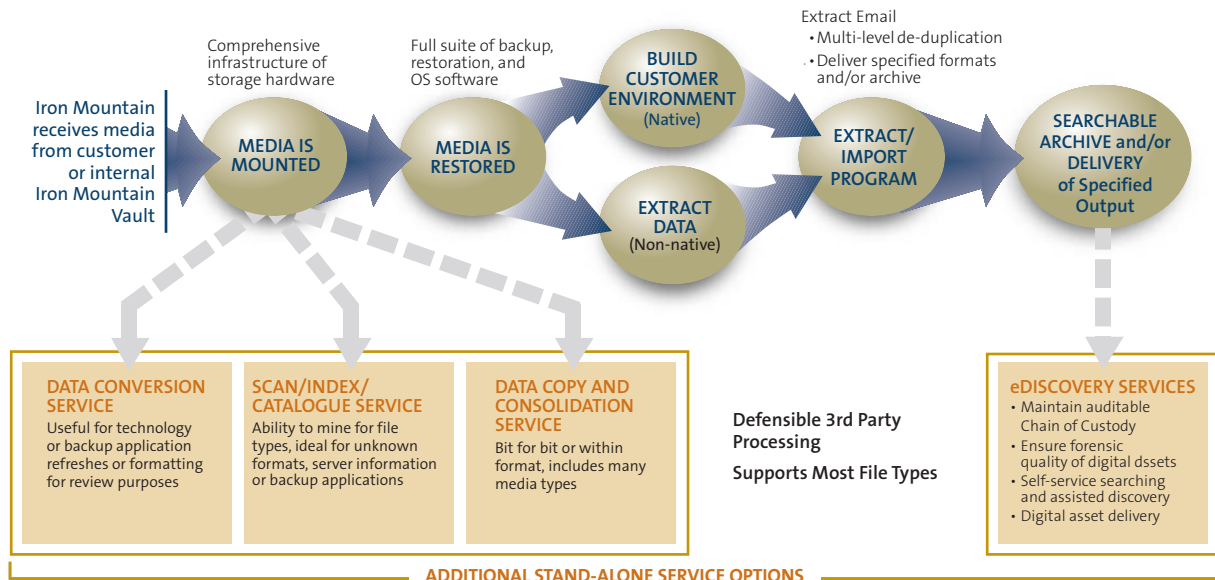 Iron Mountain
receives media
from customer
or internal
Iron Mountain
Vault
Comprehensive
infrastructure of
storage hardware
MEDIA IS
MOUNTED
Full suite of backup,
restoration, and
OS software
MEDIA IS
RESTORED
BUILD
CUSTOMER
ENVIRONMENT
(Native)
EXTRACT
DATA
(Non-native)
Extract Email
• Multi-level de-duplication
• Deliver specified formats
and/or archive
EXTRACT/
IMPORT
PROGRAM
SEARCHABLE
ARCHIVE and/or
DELIVERY
of Specified
Output
DATA CONVERSION
SERVICE
Useful for technology
or backup application
refreshes or formatting
for review purposes
SCAN/INDEX/
CATALOGUE SERVICE
Ability to mine for file
types, ideal for unknown
formats, server information
or backup applications
DATA COPY AND
CONSOLIDATION
SERVICE
Bit for bit or within
format, includes many
media types
Defensible 3rd Party
Processing
Supports Most File Types
eDISCOVERY SERVICES
• Maintain auditable
Chain of Custody
• Ensure forensic
quality of digital dssets
• Self-service searching
and assisted discovery
• Digital asset delivery
ADDITIONAL STAND-ALONE SERVICE OPTIONS